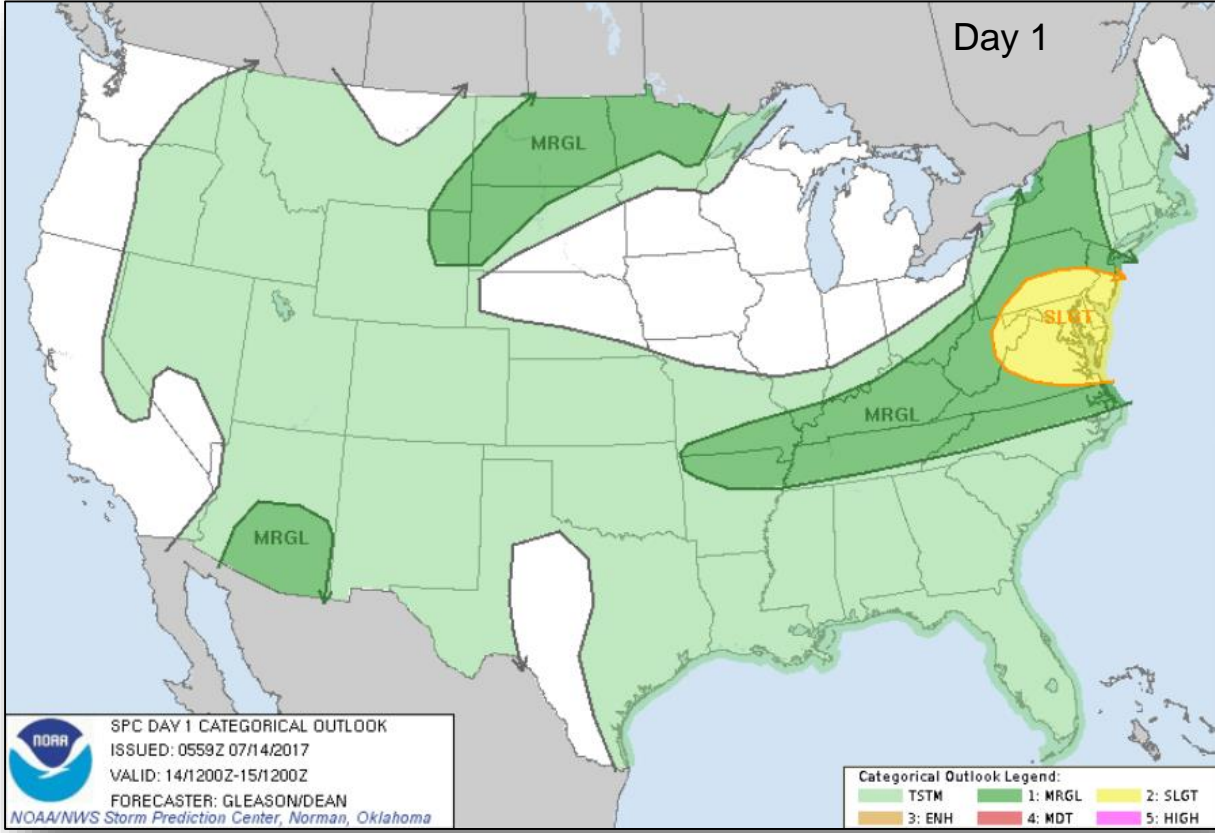 Day 1
MRGL
SLGT
MRGL
MRGL
NOAA
SPC DAY 1 CATEGORICAL OUTLOOK
ISSUED: 0559Z 07/14/2017
VALID: 14/1200Z-15/1200Z
FORECASTER: GLEASON/DEAN
NOAA/NWS Storm Prediction Center, Norman, Oklahoma
Categorical Outlook Legend:
TSTM 1: MRGL 2: SLGT
3: ENH 4: MDT 5: HIGH